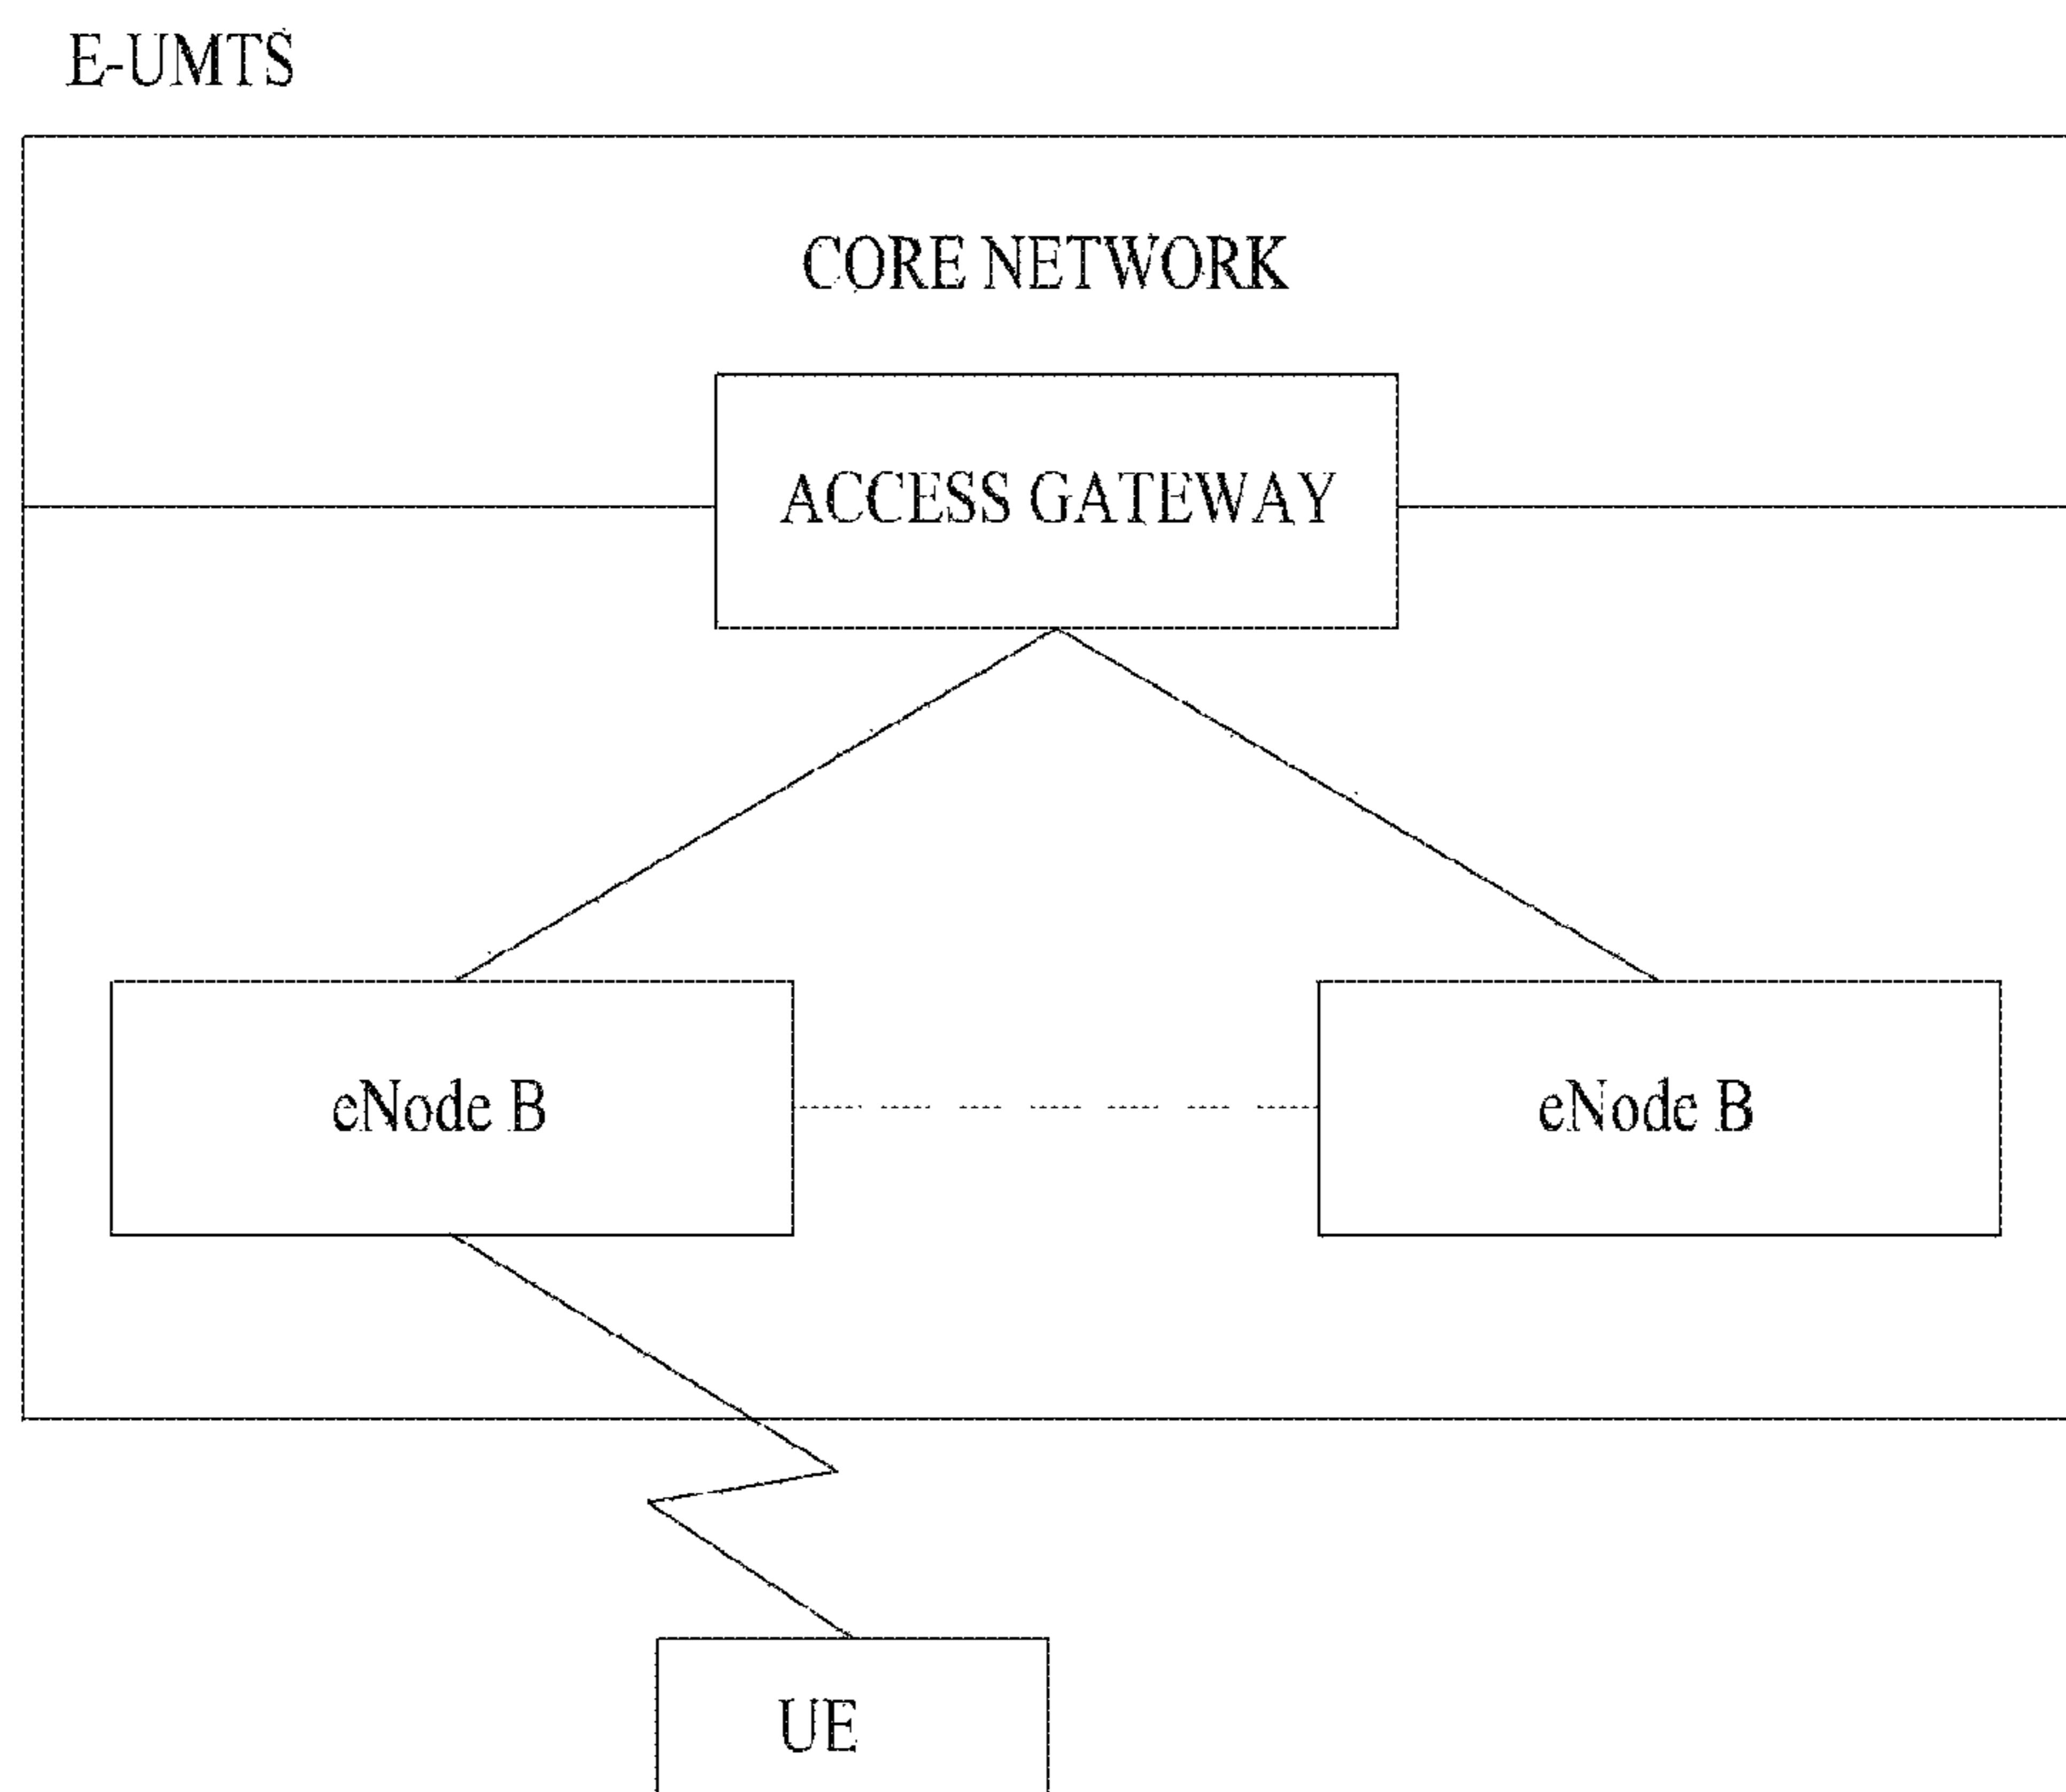 E-UMTS
CORE NETWORK
ACCESS GATEWAY
eNode B
eNode B
UE